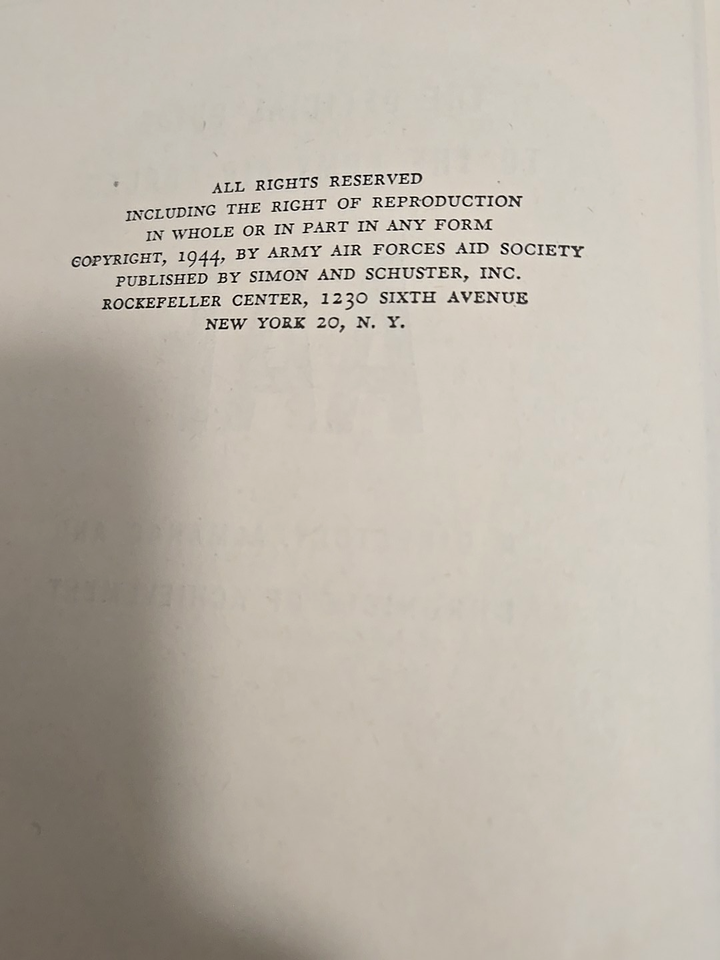 ALL RIGHTS RESERVED
INCLUDING THE RIGHT OF REPRODUCTION
IN WHOLE OR IN PART IN ANY FORM
COPYRIGHT, 1944, BY ARMY AIR FORCES AID SOCIETY
PUBLISHED BY SIMON AND SCHUSTER, INC.
ROCKEFELLER CENTER, 1230 SIXTH AVENUE
NEW YORK 20, N. Y.